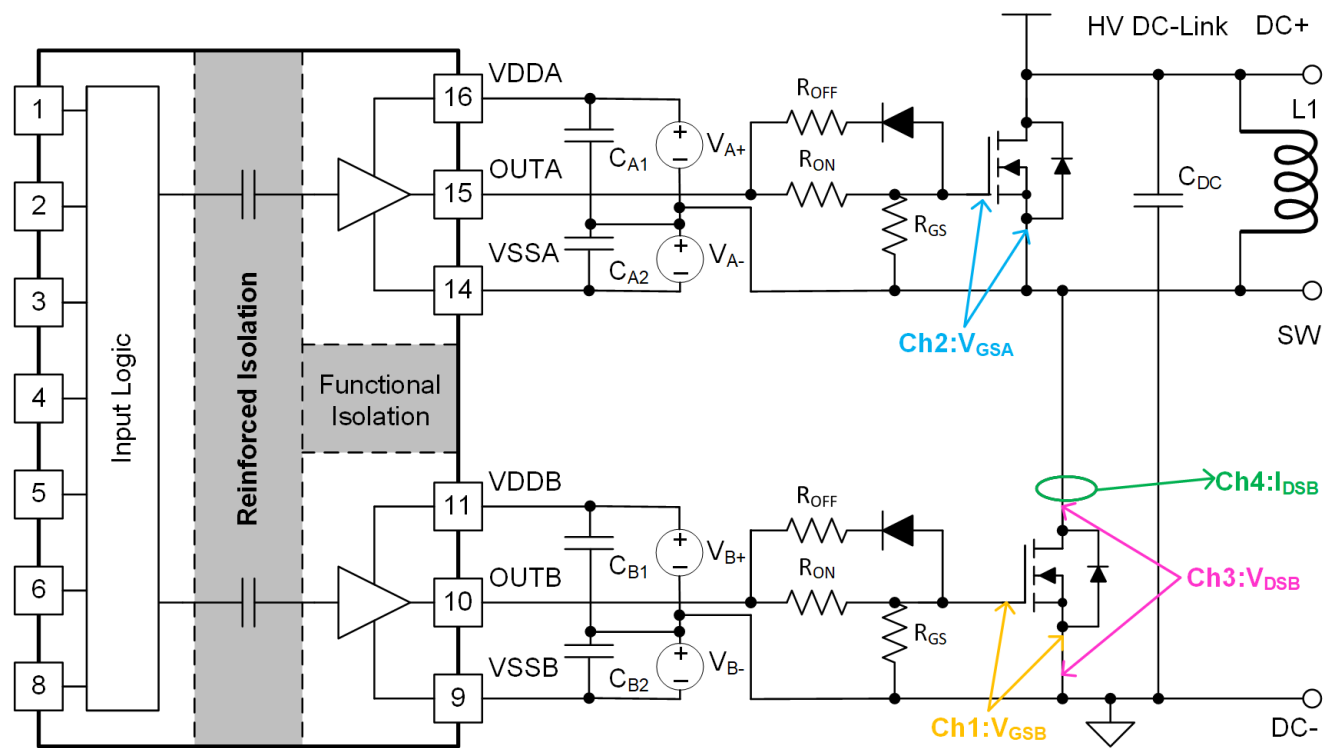 HV DC-Link DC+
VDDA
16
1
ROFF
L1
CA1
VA+
OUTA
RON
CDC
15
2
RGS
VSSA
CA2
VA-
14
3
Ch2:VGSA
SW
Input Logic
Reinforced Isolation
Functional
Isolation
4
VDDB
11
5
Ch4:IDSB
ROFF
CB1
VB+
OUTB
RON
Ch3:VDSB
10
6
RGS
VSSB
CB2
VB-
9
8
Ch1:VGSB
DC-